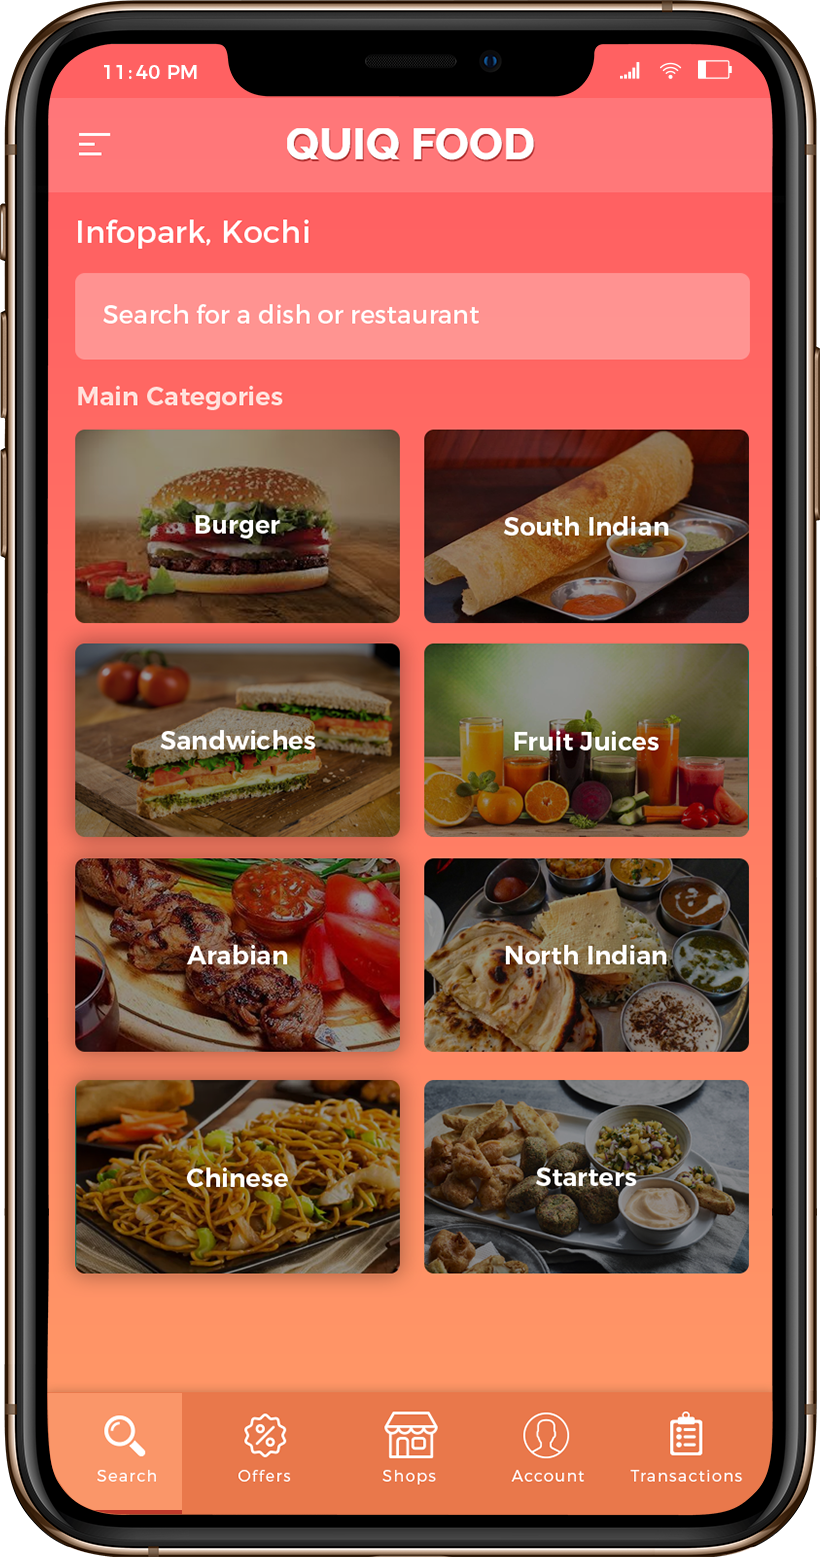 11:40 PM
QUIQ FOOD
Infopark, Kochi
Search for a dish or restaurant
Main Categories
Burger
South Indian
Sandwiches
Fruit Juices
Arabian
North Indian
Chinese
Starters
Search
Offers
Shops
Account
Transactions